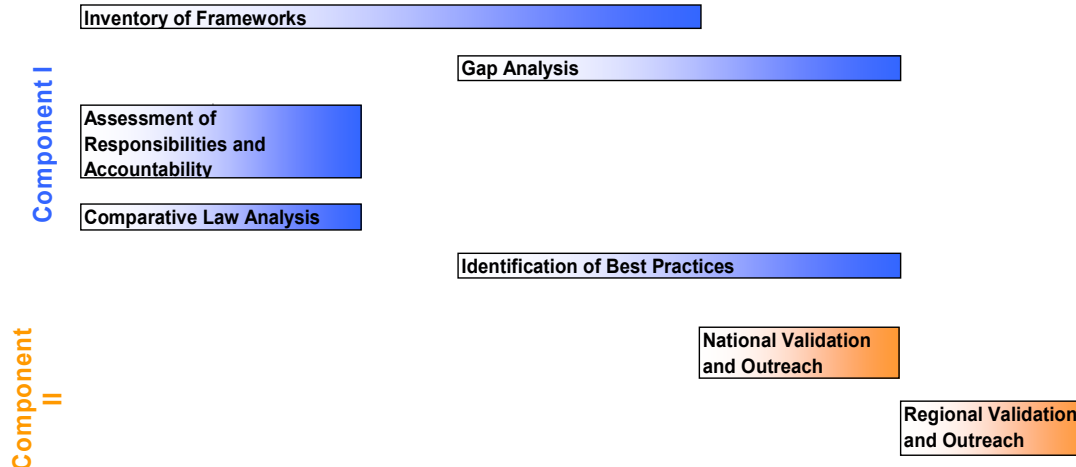 Inventory of Frameworks
Gap Analysis
Component I
Assessment of
Responsibilities and
Accountability
Comparative Law Analysis
Identification of Best Practices
Component
II
National Validation
and Outreach
Regional Validation
and Outreach